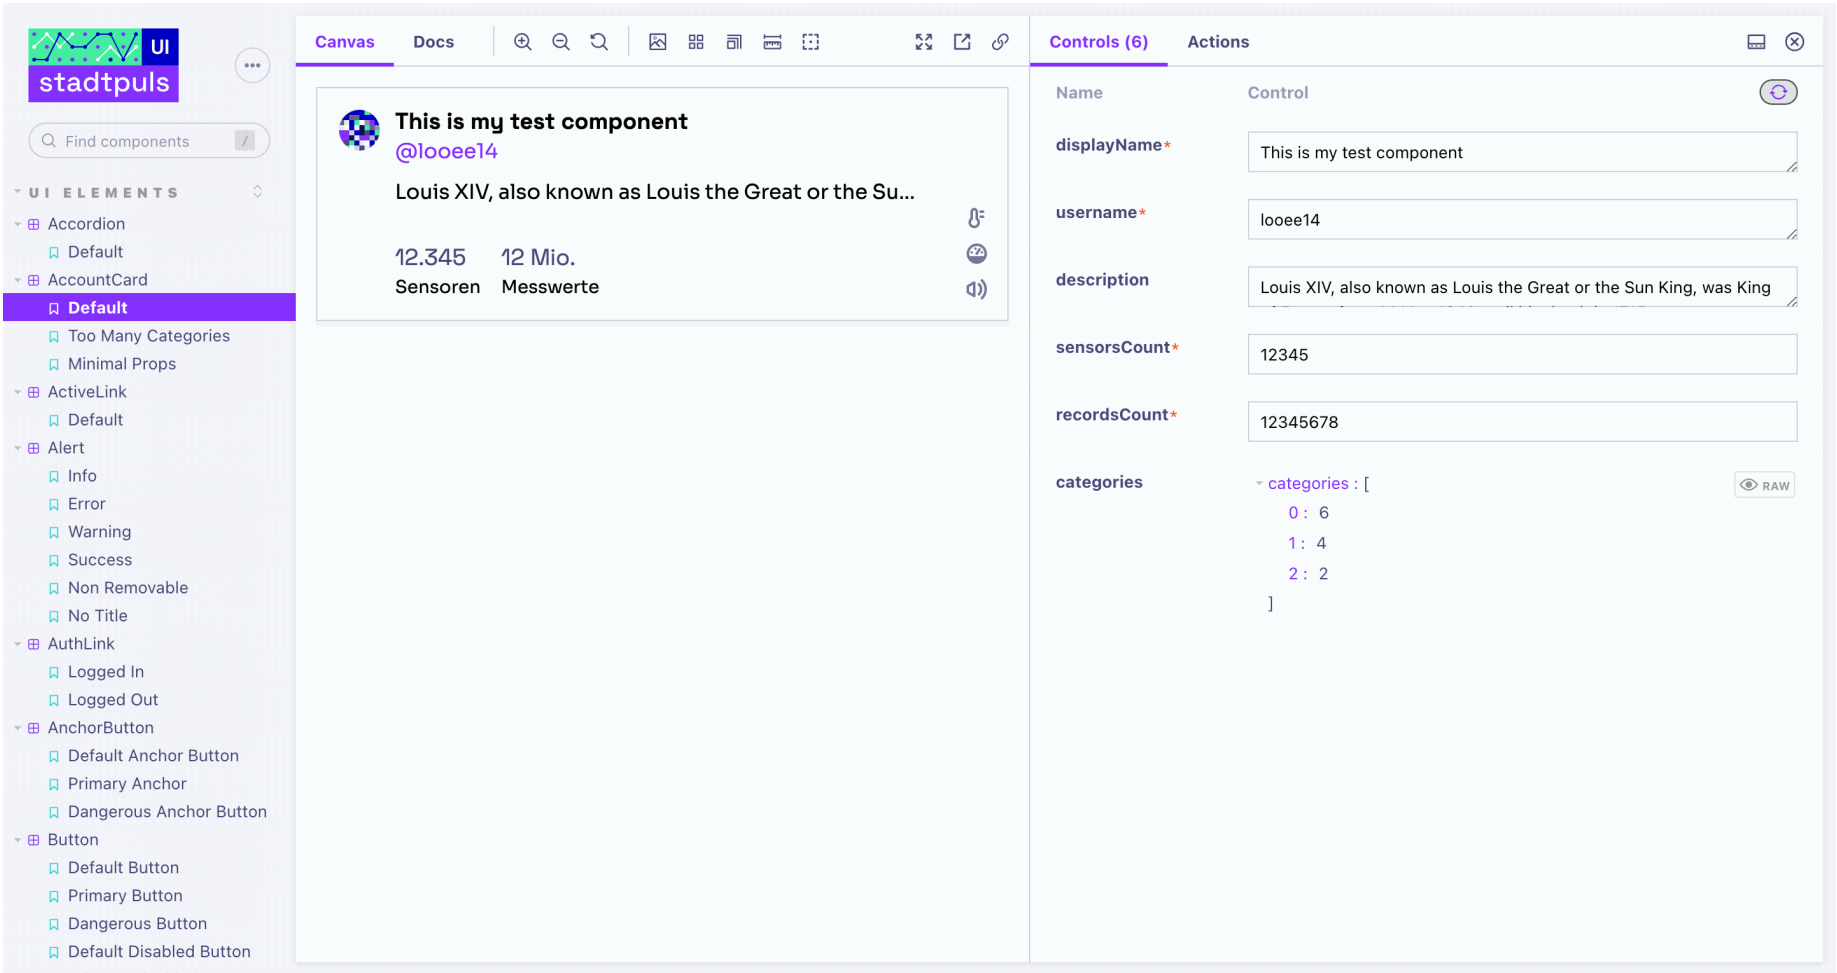 UI
stadtpuls
Find components /
UI ELEMENTS
Accordion
Default
AccountCard
Default
Too Many Categories
Minimal Props
ActiveLink
Default
Alert
Info
Error
Warning
Success
Non Removable
No Title
AuthLink
Logged In
Logged Out
AnchorButton
Default Anchor Button
Primary Anchor
Dangerous Anchor Button
Button
Default Button
Primary Button
Dangerous Button
Default Disabled Button
Canvas Docs
This is my test component
@looee14
Louis XIV, also known as Louis the Great or the Su...
12.345 12 Mio.
Sensoren Messwerte
Controls (6) Actions
Name Control
displayName* This is my test component
username* looee14
description Louis XIV, also known as Louis the Great or the Sun King, was King
sensorsCount* 12345
recordsCount* 12345678
categories categories : [ RAW
0 : 6
1 : 4
2 : 2
]